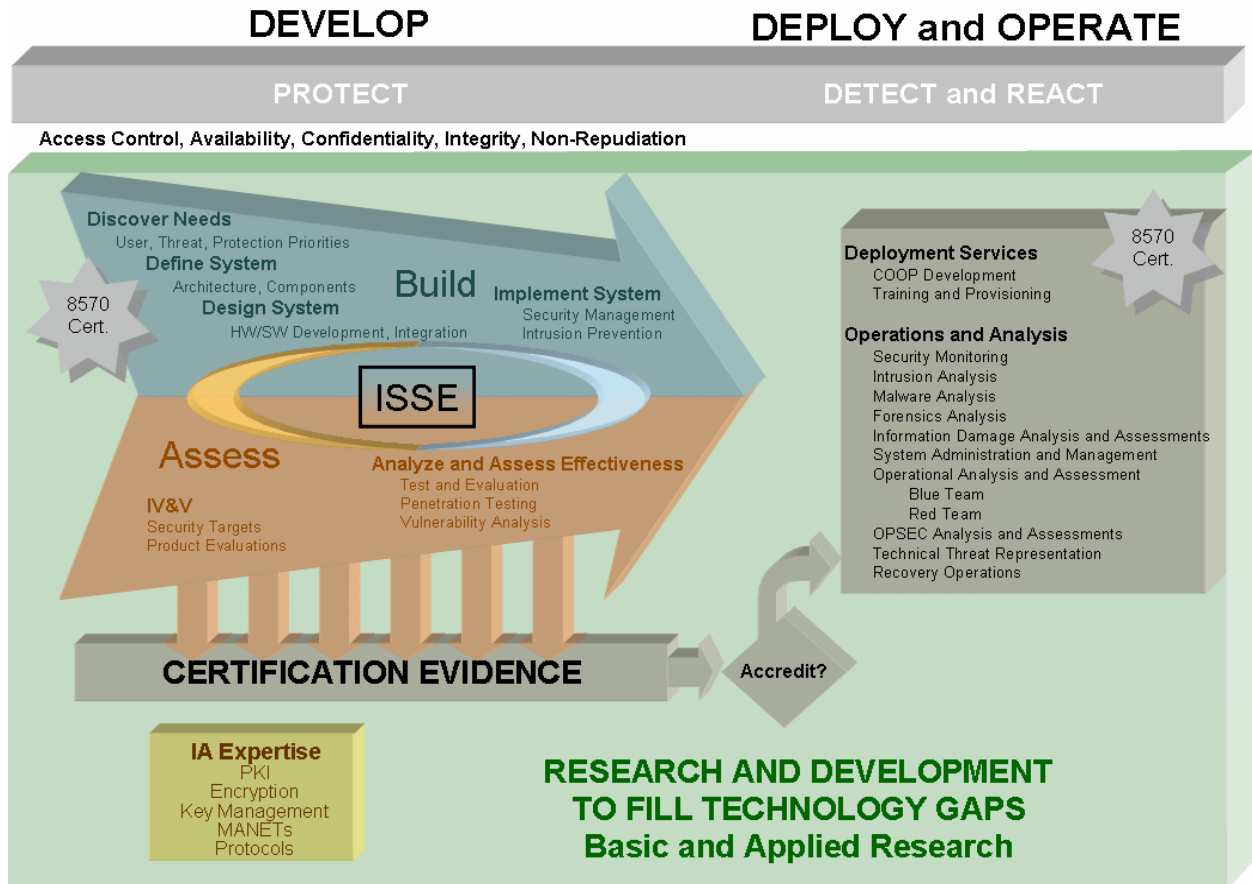 DEVELOP
DEPLOY and OPERATE
PROTECT
DETECT and REACT
Access Control, Availability, Confidentiality, Integrity, Non-Repudiation
Discover Needs
User, Threat, Protection Priorities
Define System
Architecture, Components
Design System
HW/SW Development, Integration
8570
Cert.
Build
Implement System
Security Management
Intrusion Prevention
ISSE
Assess
IV&V
Security Targets
Product Evaluations
Analyze and Assess Effectiveness
Test and Evaluation
Penetration Testing
Vulnerability Analysis
8570
Cert.
Deployment Services
COOP Development
Training and Provisioning
Operations and Analysis
Security Monitoring
Intrusion Analysis
Malware Analysis
Forensics Analysis
Information Damage Analysis and Assessments
System Administration and Management
Operational Analysis and Assessment
Blue Team
Red Team
OPSEC Analysis and Assessments
Technical Threat Representation
Recovery Operations
CERTIFICATION EVIDENCE
Accredit?
IA Expertise
PKI
Encryption
Key Management
MANETs
Protocols
RESEARCH AND DEVELOPMENT
TO FILL TECHNOLOGY GAPS
Basic and Applied Research